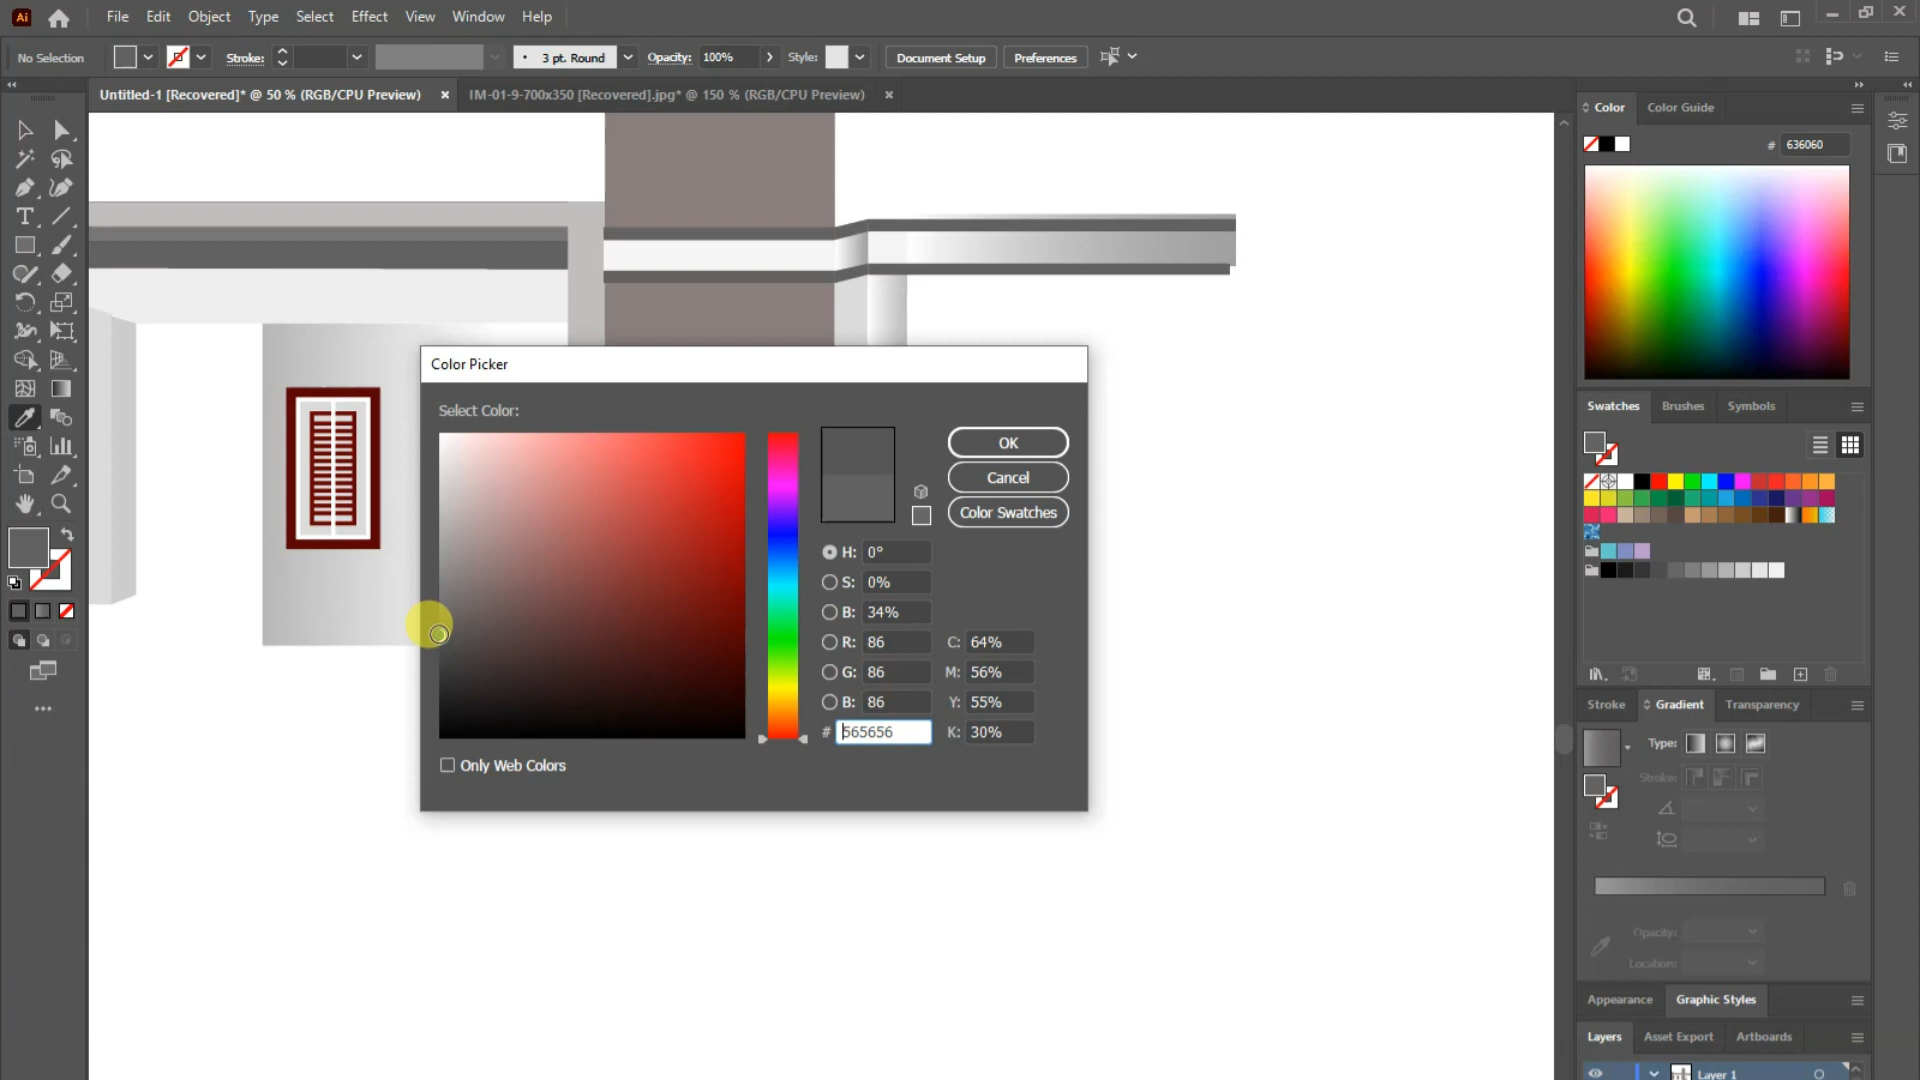 Ai File Edit Object Type Select Effect View Window Help
No Selection Stroke: 3 pt. Round Opacity: 100% Style: Document Setup Preferences
Untitled-1 [Recovered]* @ 50 % (RGB/CPU Preview) × IM-01-9-700x350 [Recovered].jpg* @ 150 % (RGB/CPU Preview) ×
Color Color Guide
# 636060
Color Picker
Select Color:
OK
Cancel
Color Swatches
H: 0°
S: 0%
B: 34%
R: 86 C: 64%
G: 86 M: 56%
B: 86 Y: 55%
# 565656 K: 30%
Only Web Colors
Swatches Brushes Symbols
Stroke Gradient Transparency
Type:
Stroke:
Opacity:
Location:
Appearance Graphic Styles
Layers Asset Export Artboards
Layer 1